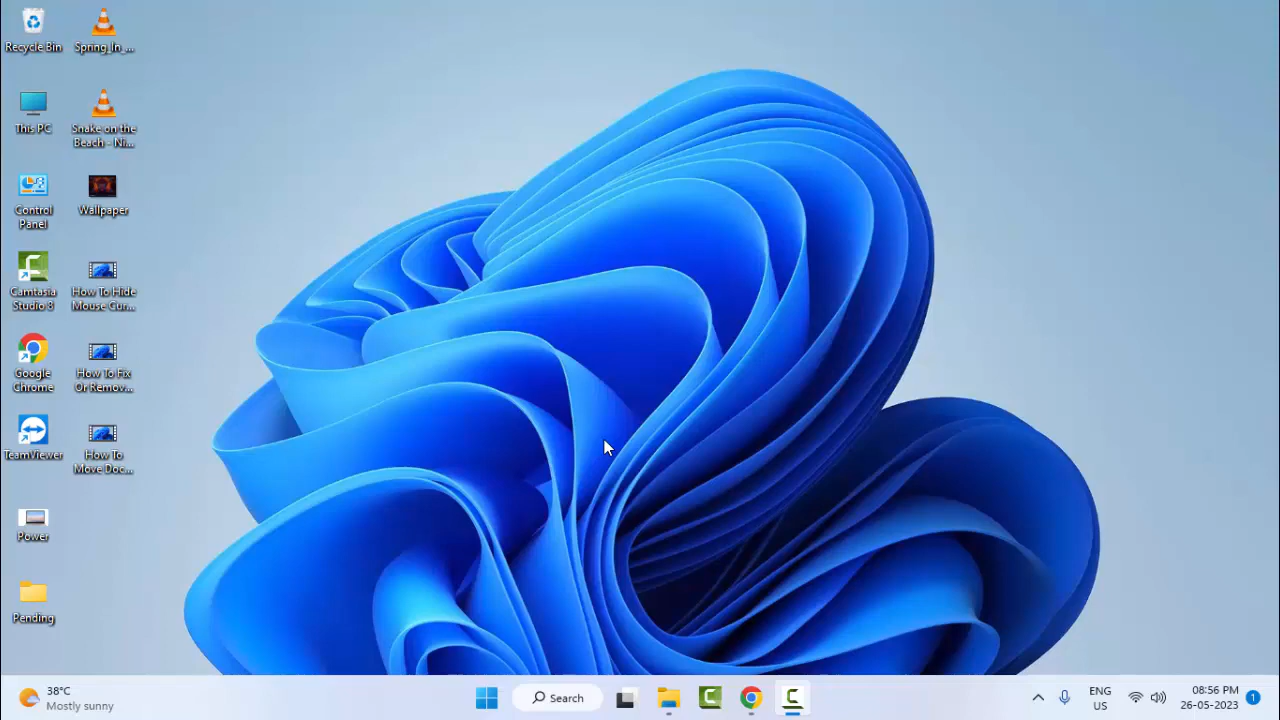 Recycle Bin
Spring_In_...
This PC
Snake on the
Beach - Ni...
Control
Panel
Wallpaper
Camtasia
Studio 8
How To Hide
Mouse Cur...
Google
Chrome
How To Fix
Or Remov...
TeamViewer
How To
Move Doc...
Power
Pending
38°C
Mostly sunny
Search
ENG
US
08:56 PM
26-05-2023
1